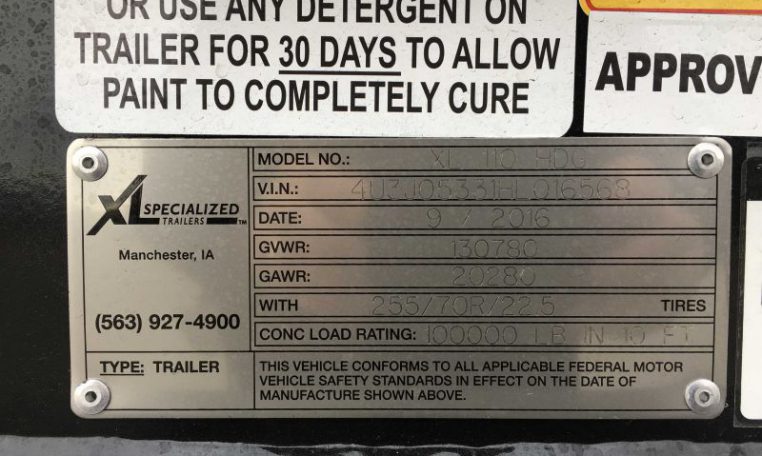 OR USE ANY DETERGENT ON
TRAILER FOR 30 DAYS TO ALLOW
PAINT TO COMPLETELY CURE
APPROV
XL SPECIALIZED
TRAILERS TM
Manchester, IA
(563) 927-4900
TYPE: TRAILER
MODEL NO.: XL 110 HDG
V.I.N.: 4U3J05331HL016568
DATE: 9 / 2016
GVWR: 130780
GAWR: 20280
WITH 255/70R/22.5 TIRES
CONC LOAD RATING: 100000 LB IN 10 FT
THIS VEHICLE CONFORMS TO ALL APPLICABLE FEDERAL MOTOR
VEHICLE SAFETY STANDARDS IN EFFECT ON THE DATE OF
MANUFACTURE SHOWN ABOVE.